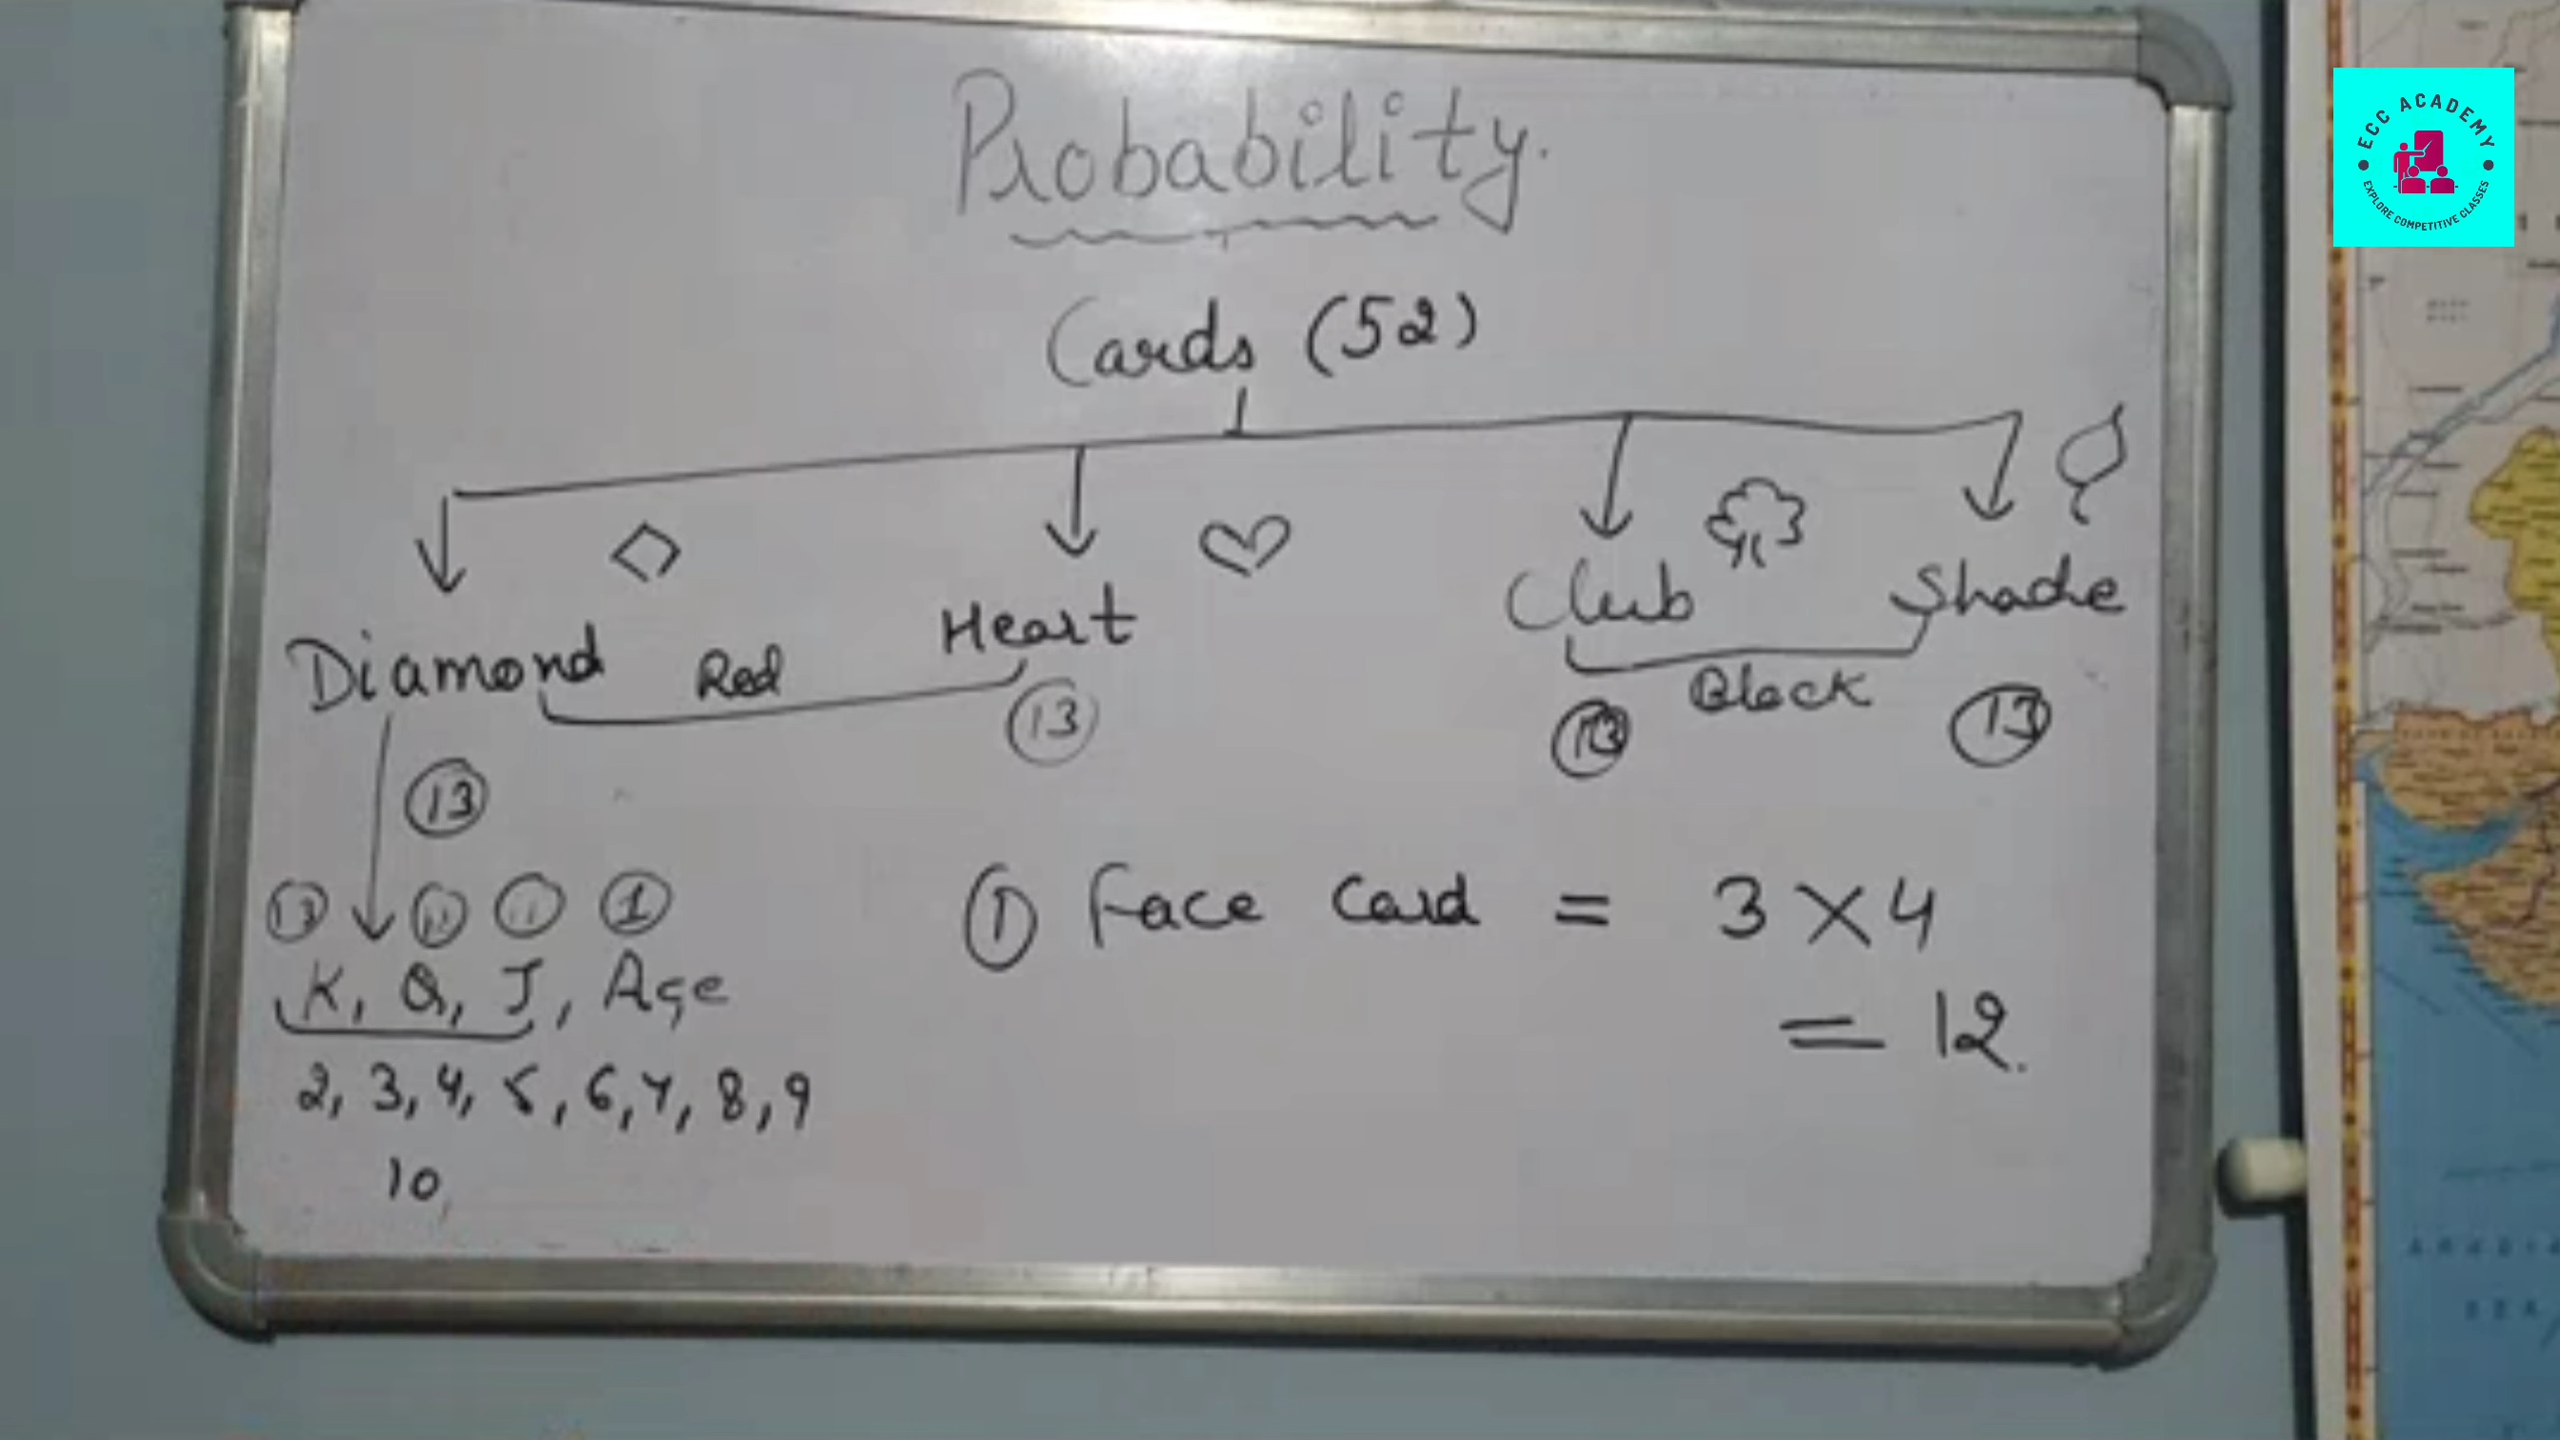 Probability.
Cards (52)
Diamond Red Heart Club Black Shade
13 13 13 13
13 12 11 1
K, Q, J, Age
2, 3, 4, 5, 6, 7, 8, 9
10,
① Face Card = 3 X 4
= 12.
ECC ACADEMY
EXPLORE COMPETITIVE CLASSES
ARABIA
SEA